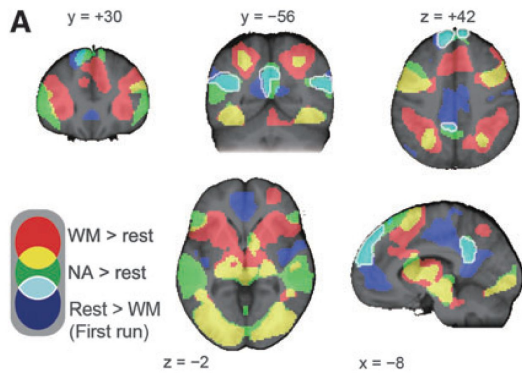 A
y = +30
y = −56
z = +42
WM > rest
NA > rest
Rest > WM
(First run)
z = −2
x = −8